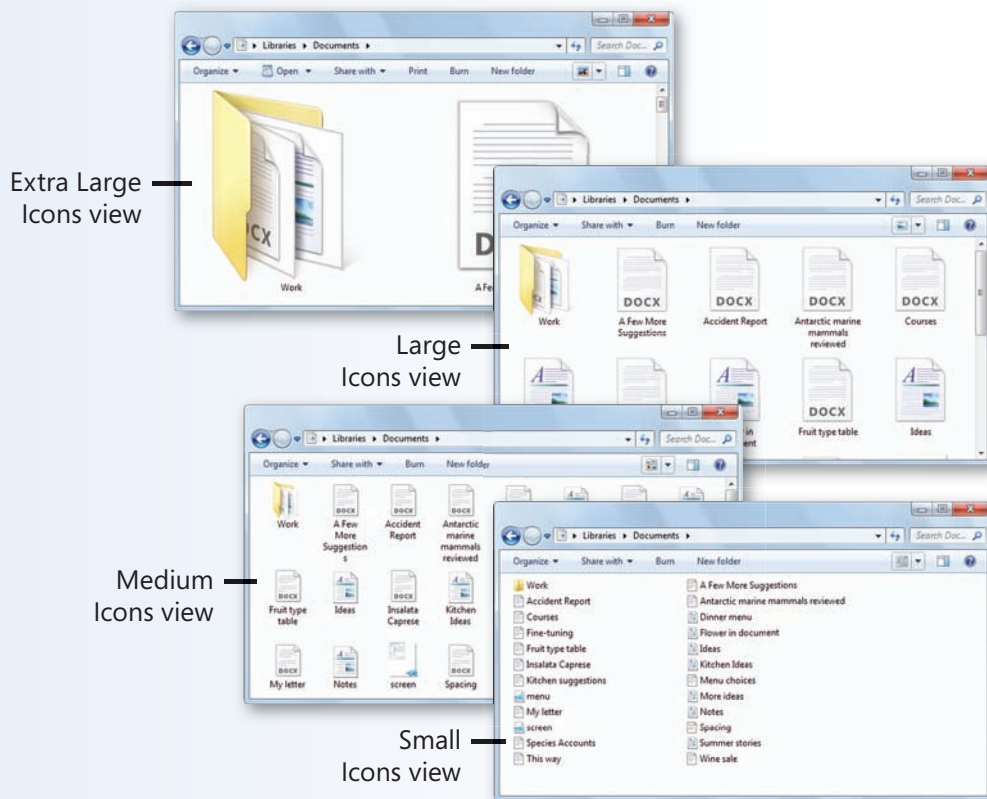 Libraries ▸ Documents ▸
Search Doc...
Organize ▾ Open ▾ Share with ▾ Print Burn New folder
Extra Large
Icons view
DOCX
Work
Libraries ▸ Documents ▸
Search Doc...
Organize ▾ Share with ▾ Burn New folder
DOCX DOCX DOCX DOCX
Work A Few More Accident Report Antarctic marine Courses
Suggestions mammals
reviewed
Large
Icons view
A A DOCX A
Fruit type table Ideas
Libraries ▸ Documents ▸
Search Doc...
Organize ▾ Share with ▾ Burn New folder
DOCX DOCX DOCX
Work A Few Accident Antarctic
More Report marine
Suggestion mammals
s reviewed
Medium
Icons view
DOCX DOCX
Fruit type Ideas Insalata Kitchen
table Caprese Ideas
DOCX DOCX
My letter Notes screen Spacing
Libraries ▸ Documents ▸
Search Doc...
Organize ▾ Share with ▾ Burn New folder
Work A Few More Suggestions
Accident Report Antarctic marine mammals reviewed
Courses Dinner menu
Fine-tuning Flower in document
Fruit type table Ideas
Insalata Caprese Kitchen Ideas
Kitchen suggestions Menu choices
menu More ideas
My letter Notes
screen Spacing
Species Accounts Summer stories
This way Wine sale
Small
Icons view